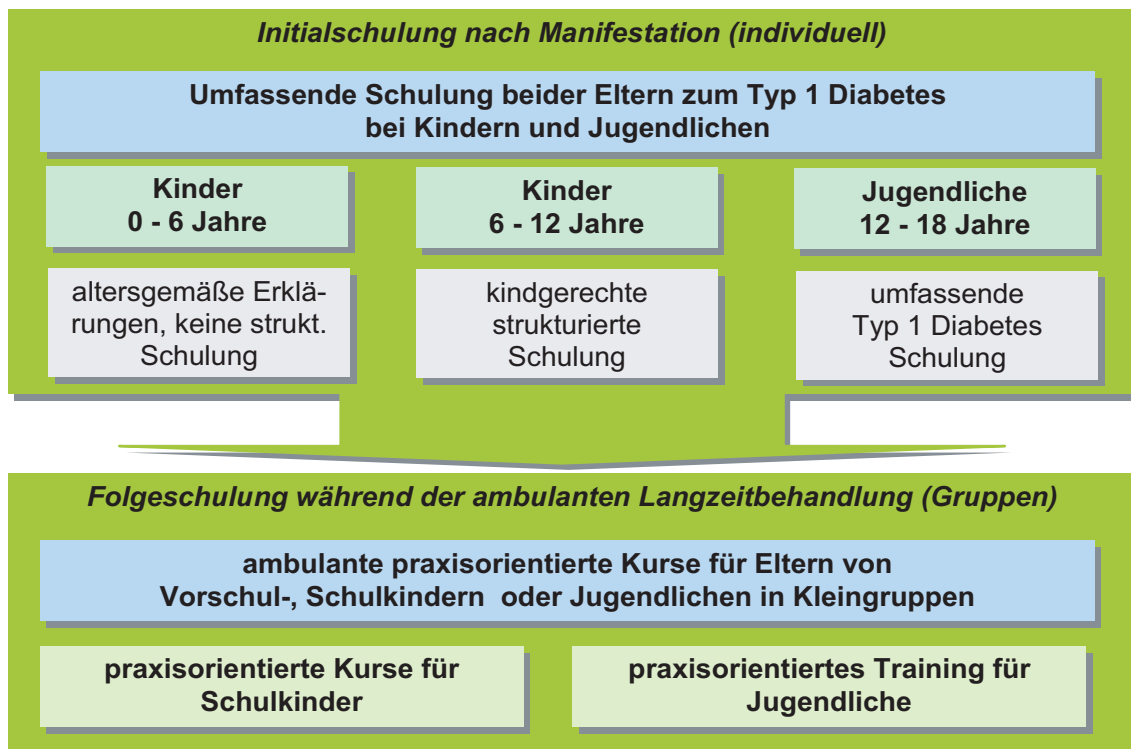 Initialschulung nach Manifestation (individuell)
Umfassende Schulung beider Eltern zum Typ 1 Diabetes
bei Kindern und Jugendlichen
Kinder
0 - 6 Jahre
Kinder
6 - 12 Jahre
Jugendliche
12 - 18 Jahre
altersgemäße Erklä-
rungen, keine strukt.
Schulung
kindgerechte
strukturierte
Schulung
umfassende
Typ 1 Diabetes
Schulung
Folgeschulung während der ambulanten Langzeitbehandlung (Gruppen)
ambulante praxisorientierte Kurse für Eltern von
Vorschul-, Schulkindern oder Jugendlichen in Kleingruppen
praxisorientierte Kurse für
Schulkinder
praxisorientiertes Training für
Jugendliche